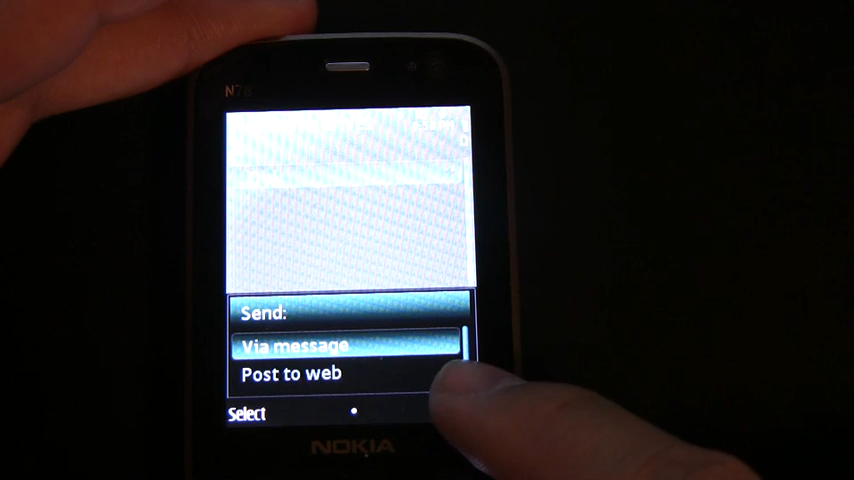 N78
Send:
Via message
Post to web
Select
NOKIA